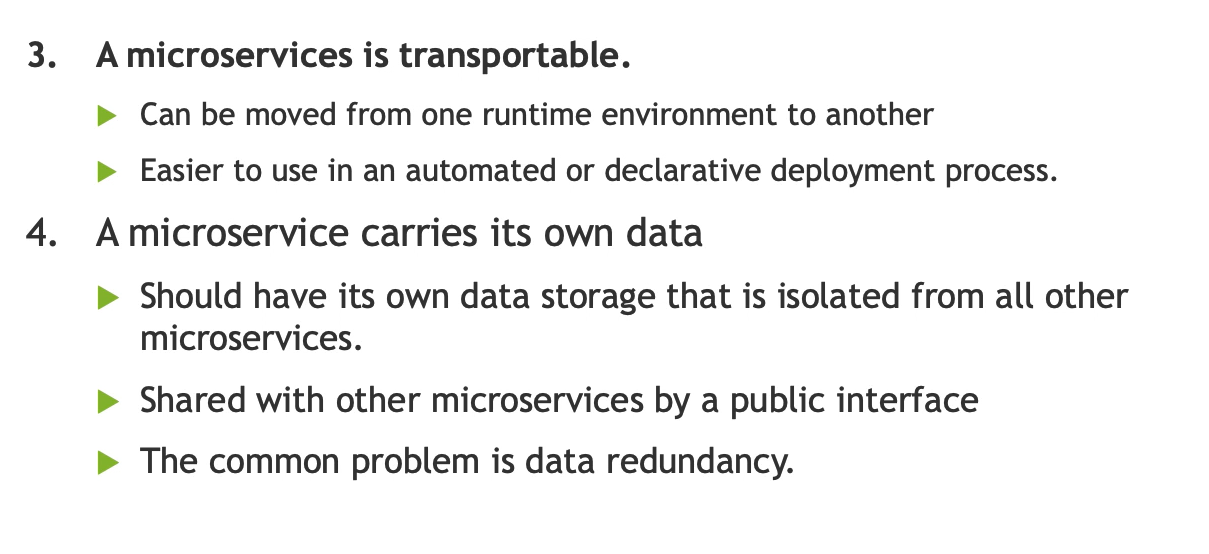 3. A microservices is transportable.
Can be moved from one runtime environment to another
Easier to use in an automated or declarative deployment process.
4. A microservice carries its own data
Should have its own data storage that is isolated from all other
microservices.
Shared with other microservices by a public interface
The common problem is data redundancy.